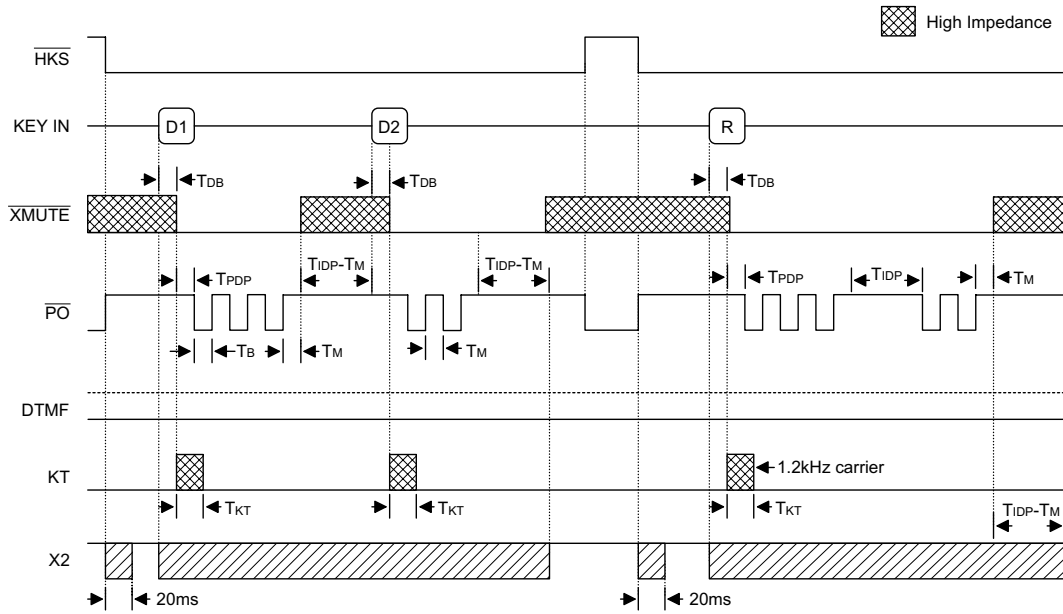 High Impedance
HKS
KEY IN D1 D2 R
TDB TDB TDB
XMUTE
TPDP TIDP-TM TIDP-TM TPDP TIDP TM
PO
TB TM TM
DTMF
KT 1.2kHz carrier
TKT TKT TKT TIDP-TM
X2
20ms 20ms